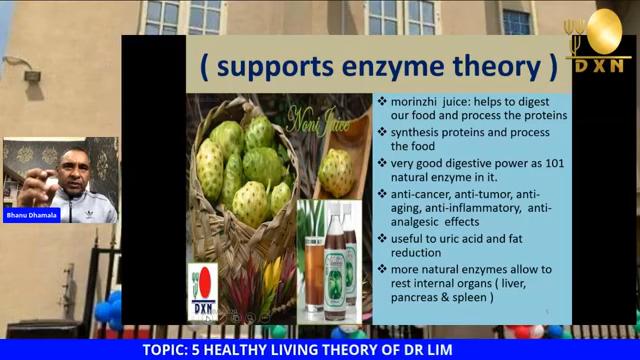 ( supports enzyme theory )
DXN
Noni Juice
❖ morinzhi juice: helps to digest
our food and process the proteins
❖ synthesis proteins and process
the food
❖ very good digestive power as 101
natural enzyme in it.
❖ anti-cancer, anti-tumor, anti-
aging, anti-inflammatory, anti-
analgesic effects
❖ useful to uric acid and fat
reduction
❖ more natural enzymes allow to
rest internal organs ( liver,
pancreas & spleen )
DXN
Bhanu Dhamala
TOPIC: 5 HEALTHY LIVING THEORY OF DR LIM